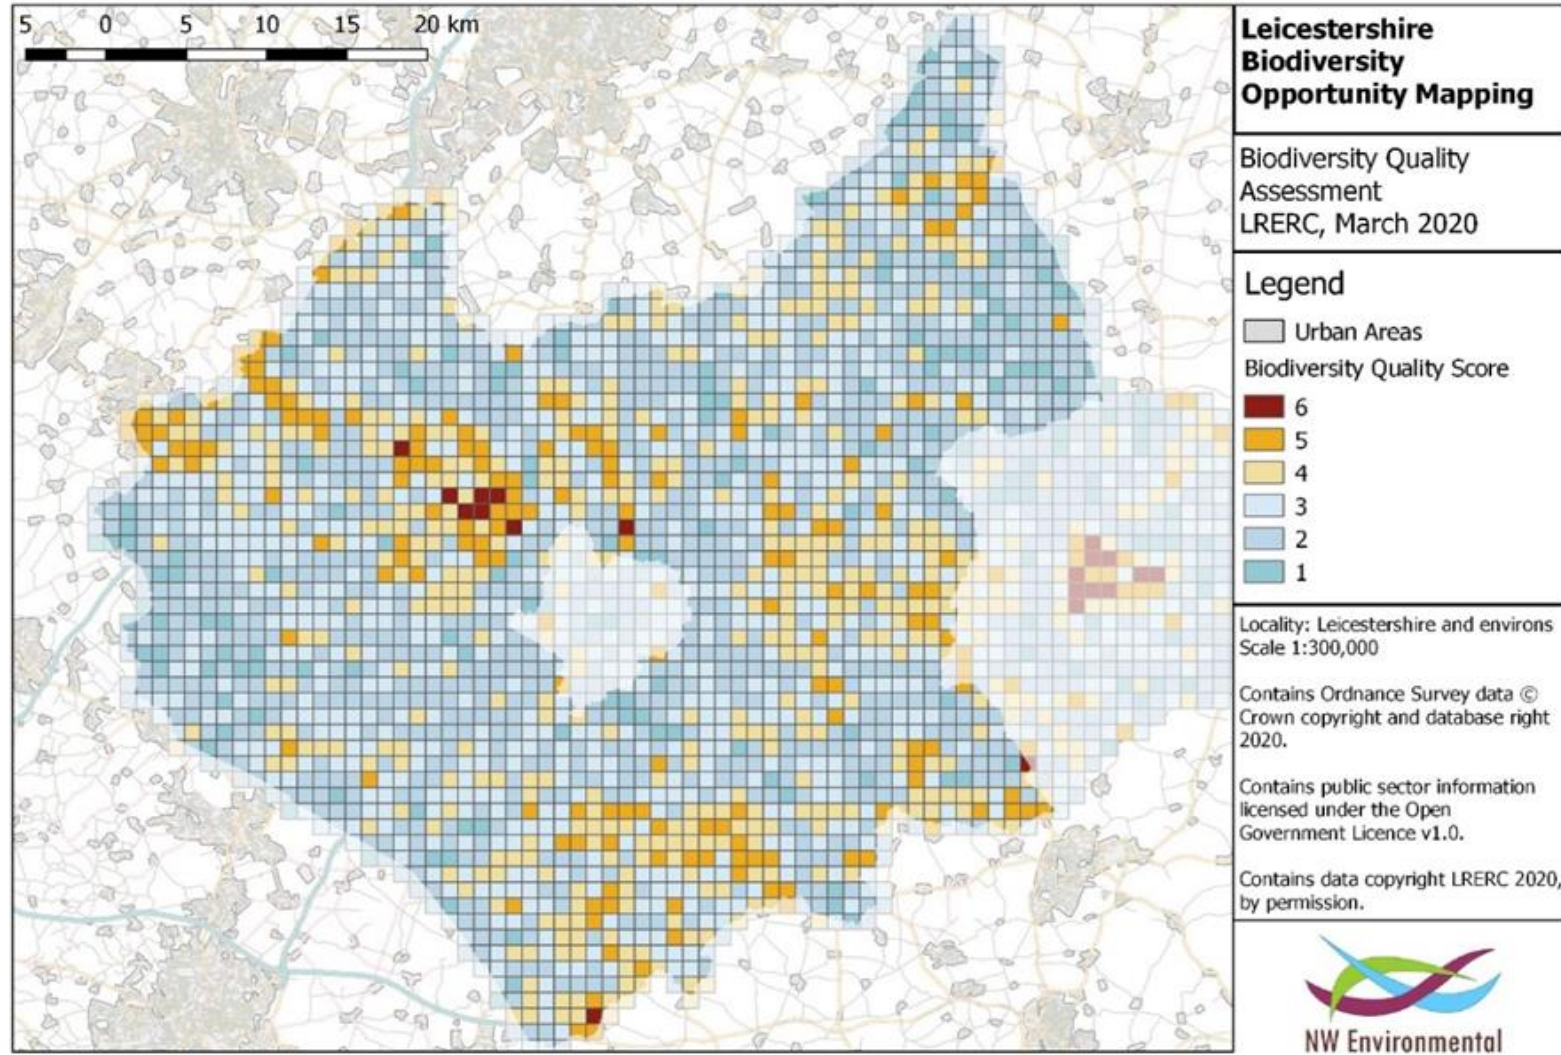 5 0 5 10 15 20 km
Leicestershire
Biodiversity
Opportunity Mapping
Biodiversity Quality
Assessment
LRERC, March 2020
Legend
Urban Areas
Biodiversity Quality Score
6
5
4
3
2
1
Locality: Leicestershire and environs
Scale 1:300,000
Contains Ordnance Survey data ©
Crown copyright and database right
2020.
Contains public sector information
licensed under the Open
Government Licence v1.0.
Contains data copyright LRERC 2020,
by permission.
NW Environmental